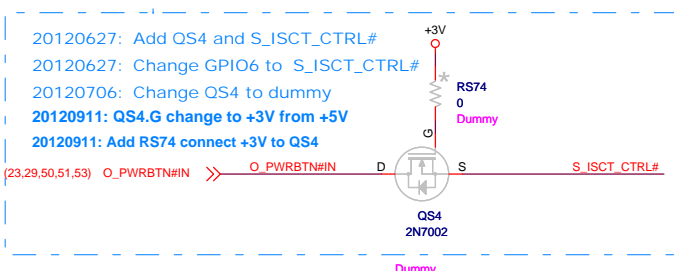 20120627: Add QS4 and S_ISCT_CTRL#
20120627: Change GPIO6 to S_ISCT_CTRL#
20120706: Change QS4 to dummy
20120911: QS4.G change to +3V from +5V
20120911: Add RS74 connect +3V to QS4
+3V
*
RS74
0
Dummy
G
(23,29,50,51,53) O_PWRBTN#IN
O_PWRBTN#IN
D
S
S_ISCT_CTRL#
QS4
2N7002
Dummy